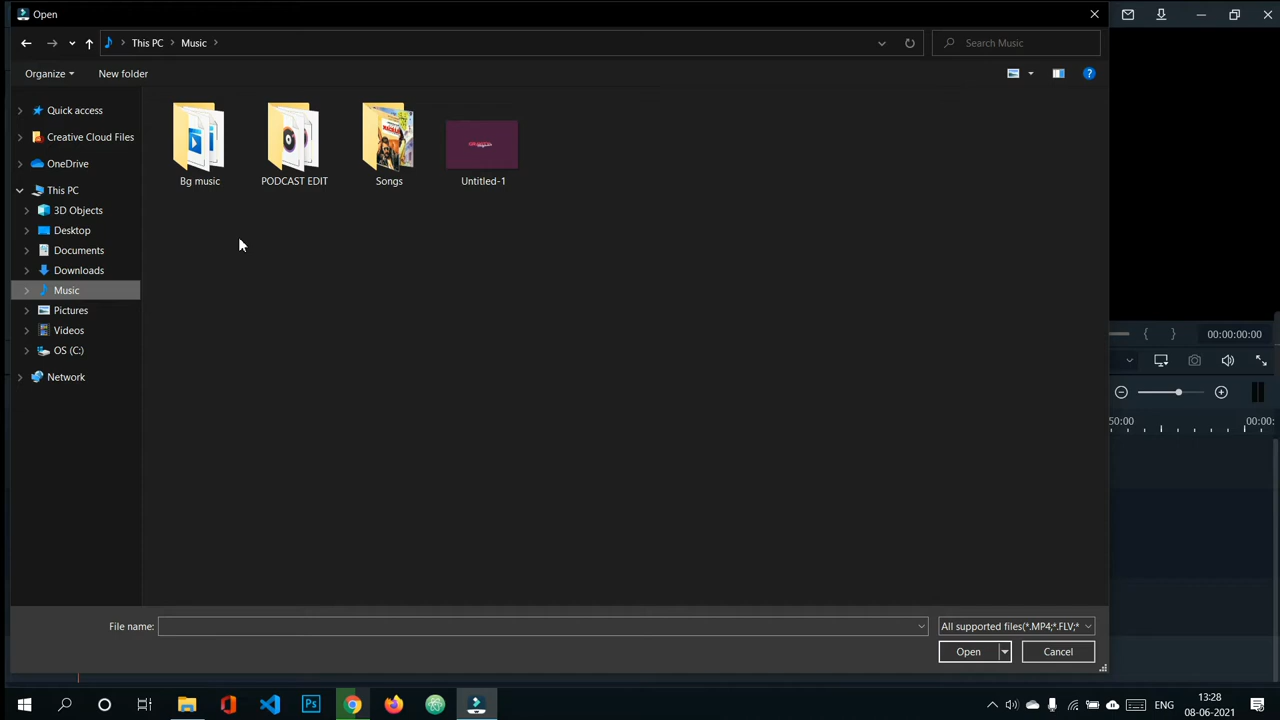 Open
This PC
Music
Search Music
Organize
New folder
Quick access
Creative Cloud Files
OneDrive
This PC
3D Objects
Desktop
Documents
Downloads
Music
Pictures
Videos
OS (C:)
Network
Bg music
PODCAST EDIT
Songs
Untitled-1
00:00:00:00
50:00
00:00:
File name:
All supported files(*.MP4;*.FLV;*
Open
Cancel
Ps
ENG
13:28
08-06-2021